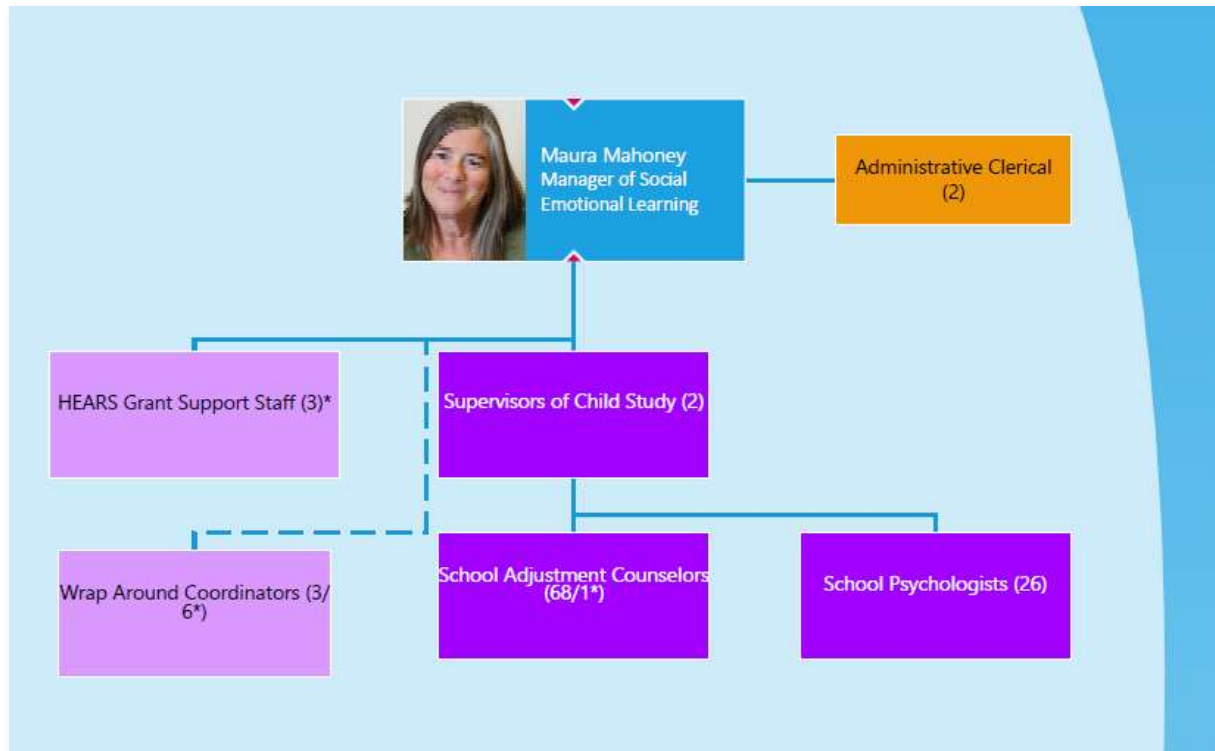 Maura Mahoney
Manager of Social
Emotional Learning
Administrative Clerical
(2)
HEARS Grant Support Staff (3)*
Supervisors of Child Study (2)
Wrap Around Coordinators (3/
6*)
School Adjustment Counselors
(68/1*)
School Psychologists (26)